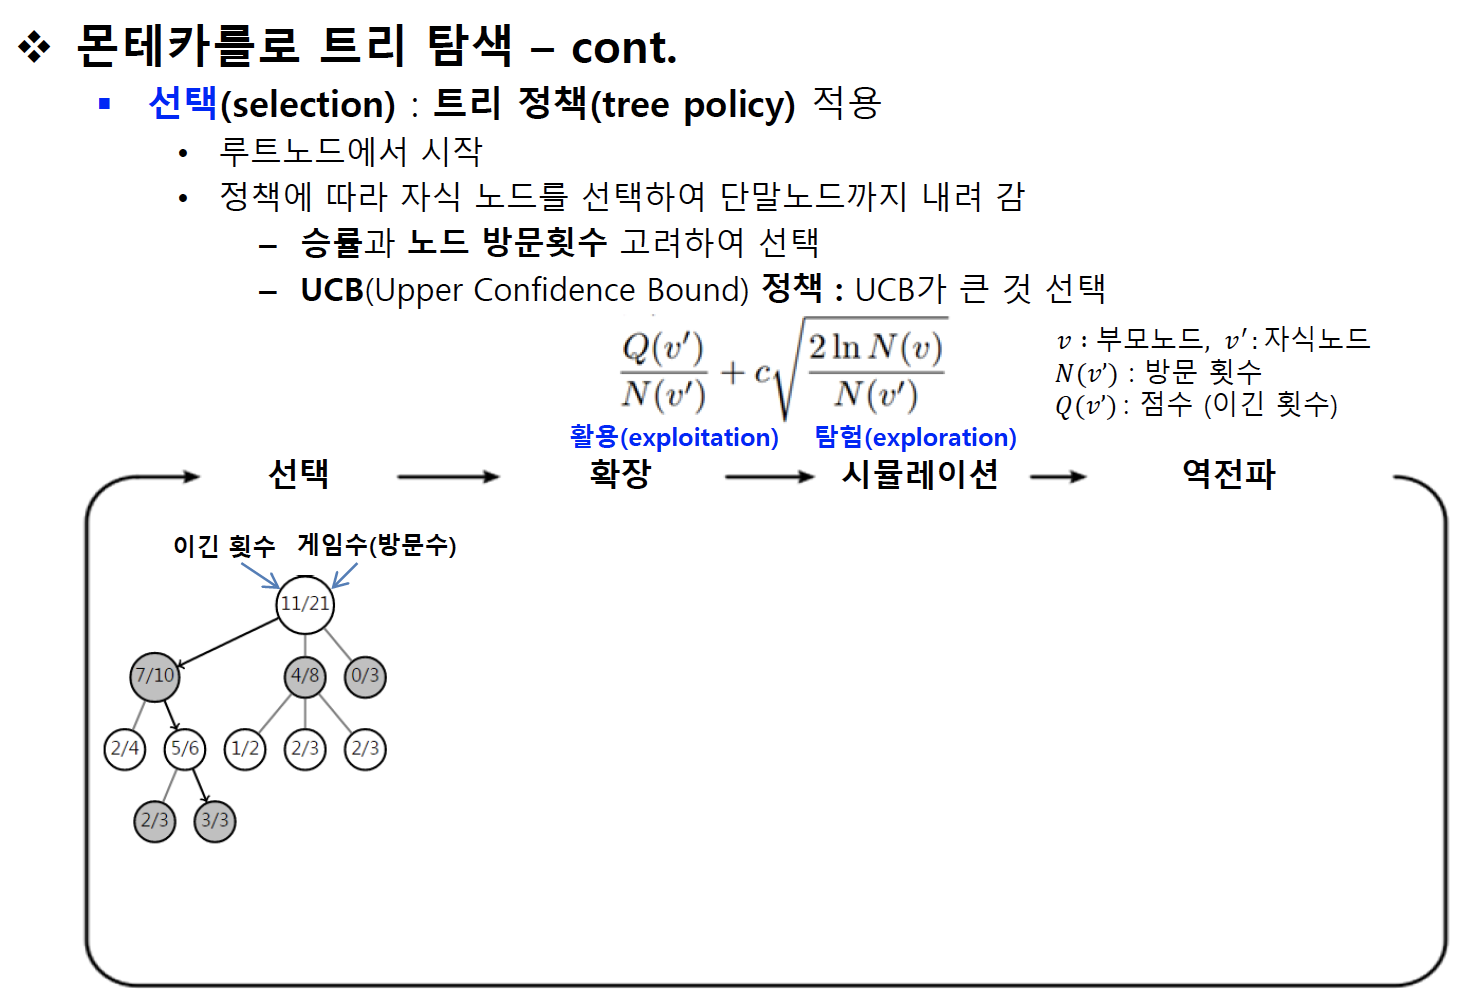 ❖ 몬테카를로 트리 탐색 – cont.
▪ 선택(selection) : 트리 정책(tree policy) 적용
• 루트노드에서 시작
• 정책에 따라 자식 노드를 선택하여 단말노드까지 내려 감
– 승률과 노드 방문횟수 고려하여 선택
– UCB(Upper Confidence Bound) 정책 : UCB가 큰 것 선택
Q(v′)/N(v′) + c√(2 ln N(v)/N(v′))
v : 부모노드, v′ : 자식노드
N(v’) : 방문 횟수
Q(v’) : 점수 (이긴 횟수)
활용(exploitation) 탐험(exploration)
선택 확장 시뮬레이션 역전파
이긴 횟수 게임수(방문수)
11/21
7/10 4/8 0/3
2/4 5/6 1/2 2/3 2/3
2/3 3/3